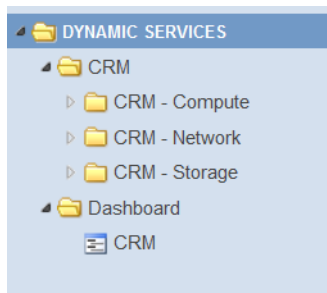 DYNAMIC SERVICES
CRM
CRM - Compute
CRM - Network
CRM - Storage
Dashboard
CRM